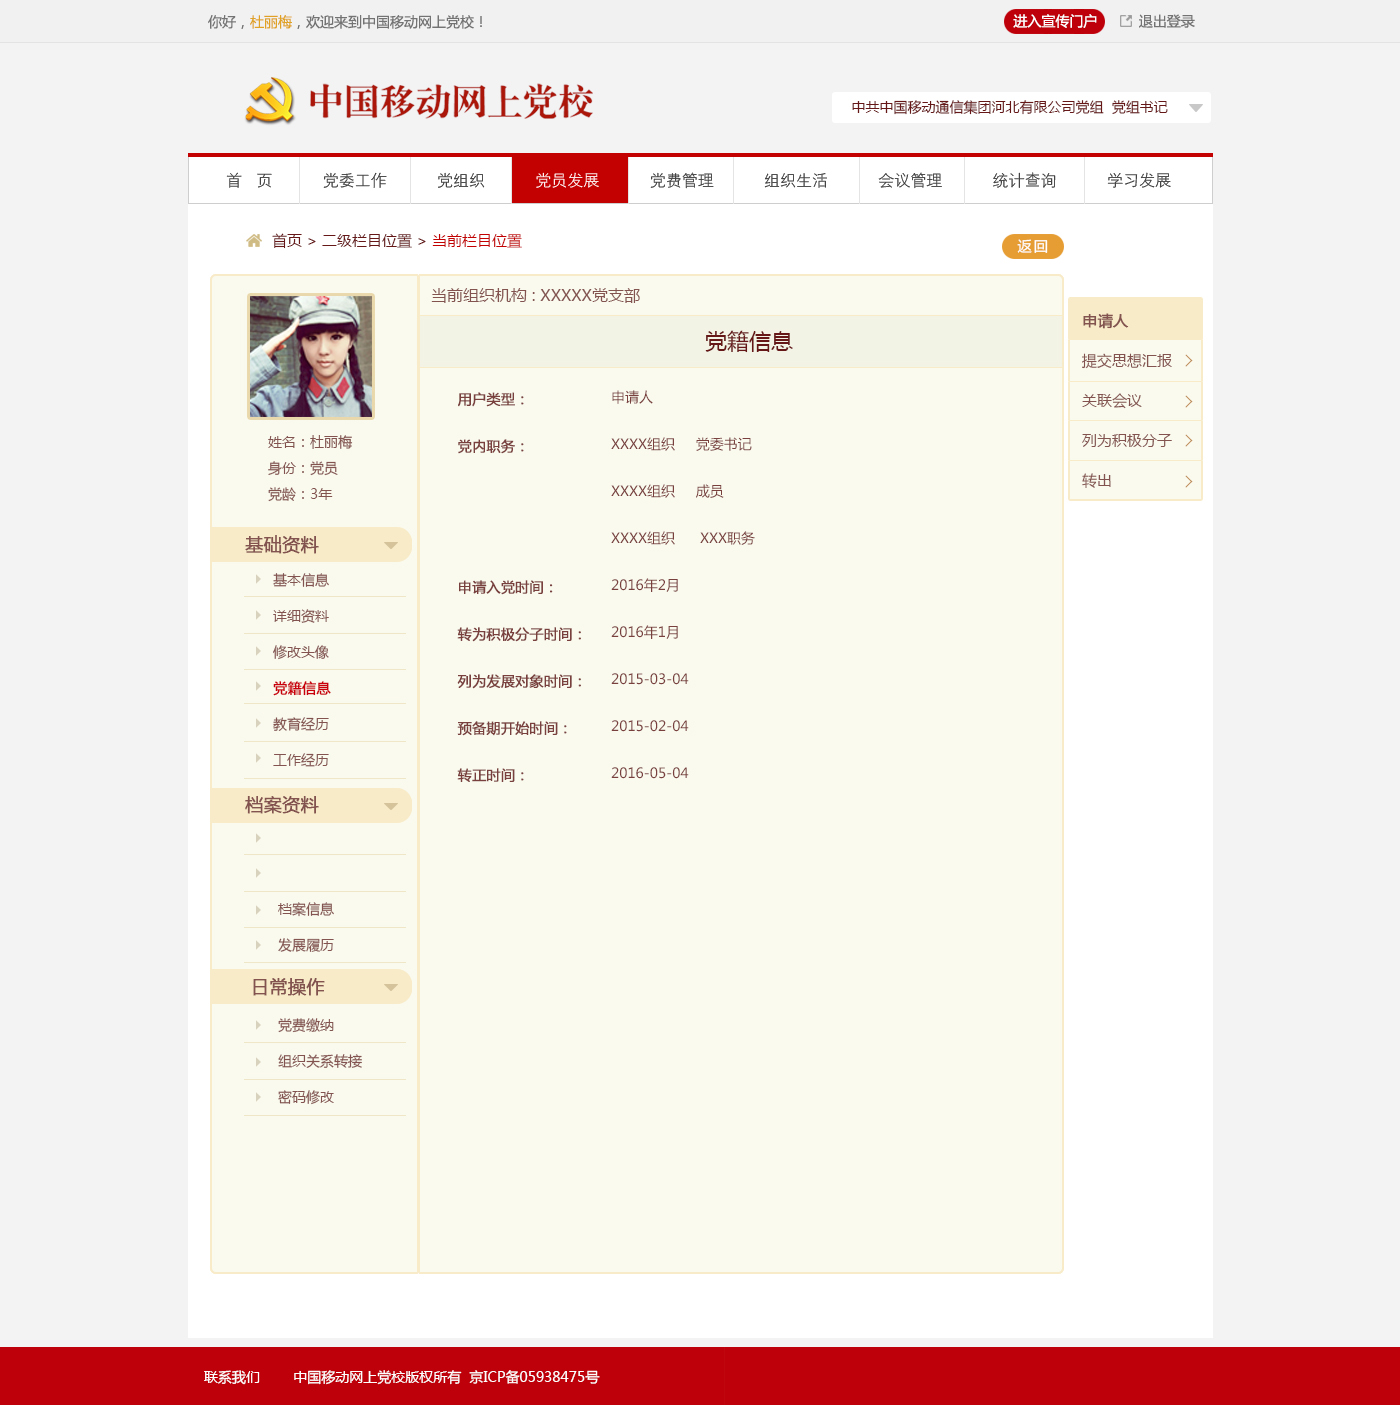 你好，杜丽梅，欢迎来到中国移动网上党校！
进入宣传门户 退出登录
中国移动网上党校
中共中国移动通信集团河北有限公司党组 党组书记
首 页 党委工作 党组织 党员发展 党费管理 组织生活 会议管理 统计查询 学习发展
首页 > 二级栏目位置 > 当前栏目位置
返回
姓名：杜丽梅
身份：党员
党龄：3年
基础资料
基本信息
详细资料
修改头像
党籍信息
教育经历
工作经历
档案资料
档案信息
发展履历
日常操作
党费缴纳
组织关系转接
密码修改
当前组织机构：XXXXX党支部
党籍信息
用户类型： 申请人
党内职务： XXXX组织 党委书记
XXXX组织 成员
XXXX组织 XXX职务
申请入党时间： 2016年2月
转为积极分子时间： 2016年1月
列为发展对象时间： 2015-03-04
预备期开始时间： 2015-02-04
转正时间： 2016-05-04
申请人
提交思想汇报
关联会议
列为积极分子
转出
联系我们 中国移动网上党校版权所有 京ICP备05938475号